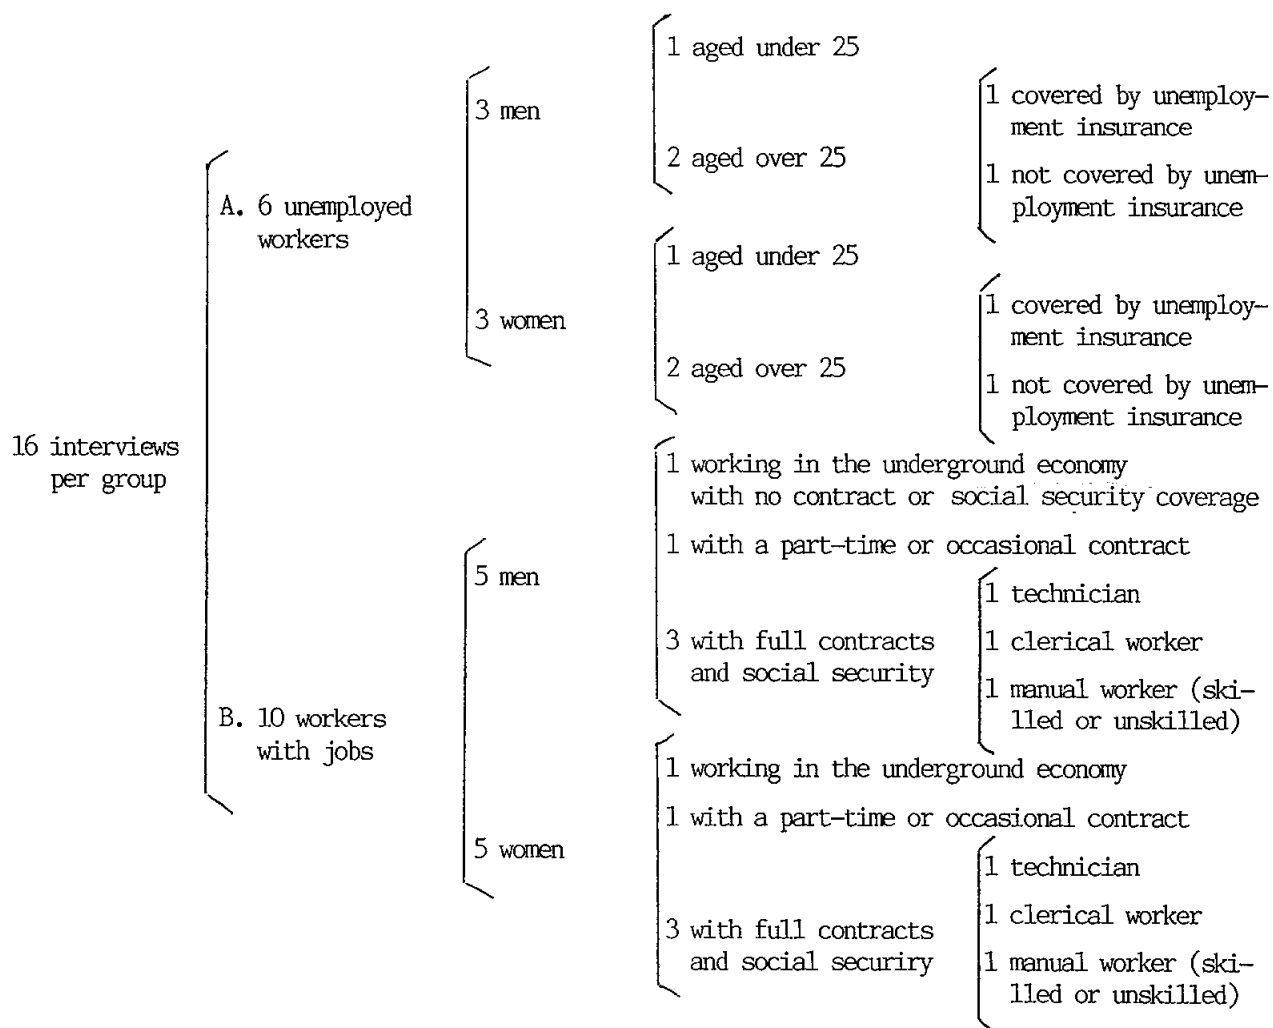 16 interviews
per group
A. 6 unemployed
workers
3 men
1 aged under 25
2 aged over 25
1 covered by unemploy-
ment insurance
1 not covered by unem-
ployment insurance
3 women
1 aged under 25
2 aged over 25
1 covered by unemploy-
ment insurance
1 not covered by unem-
ployment insurance
B. 10 workers
with jobs
5 men
1 working in the underground economy
with no contract or social security coverage
1 with a part-time or occasional contract
3 with full contracts
and social security
1 technician
1 clerical worker
1 manual worker (ski-
lled or unskilled)
5 women
1 working in the underground economy
1 with a part-time or occasional contract
3 with full contracts
and social securiry
1 technician
1 clerical worker
1 manual worker (ski-
lled or unskilled)